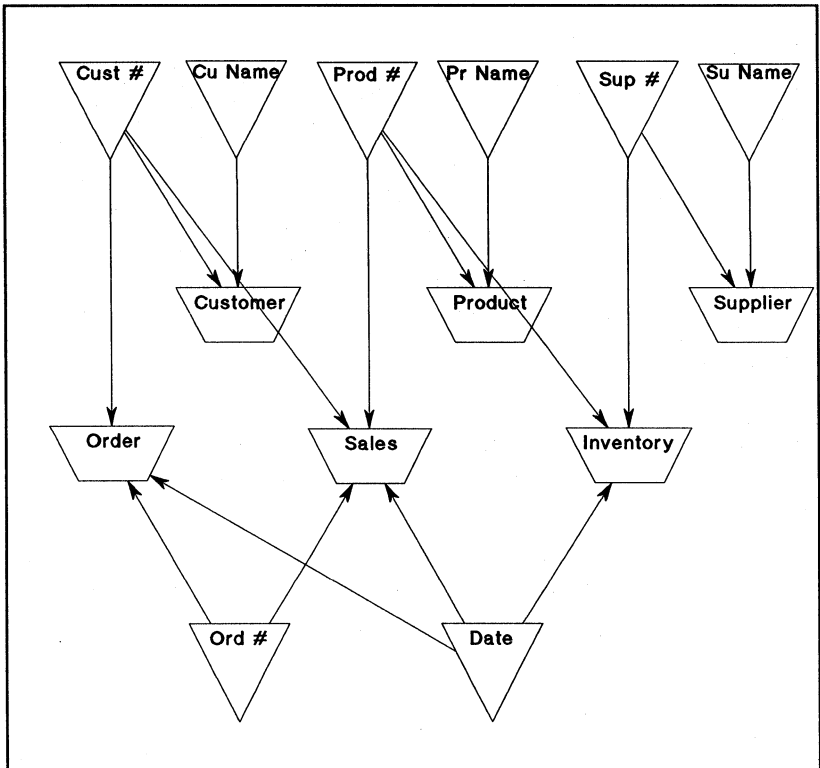 Cust #
Cu Name
Prod #
Pr Name
Sup #
Su Name
Customer
Product
Supplier
Order
Sales
Inventory
Ord #
Date